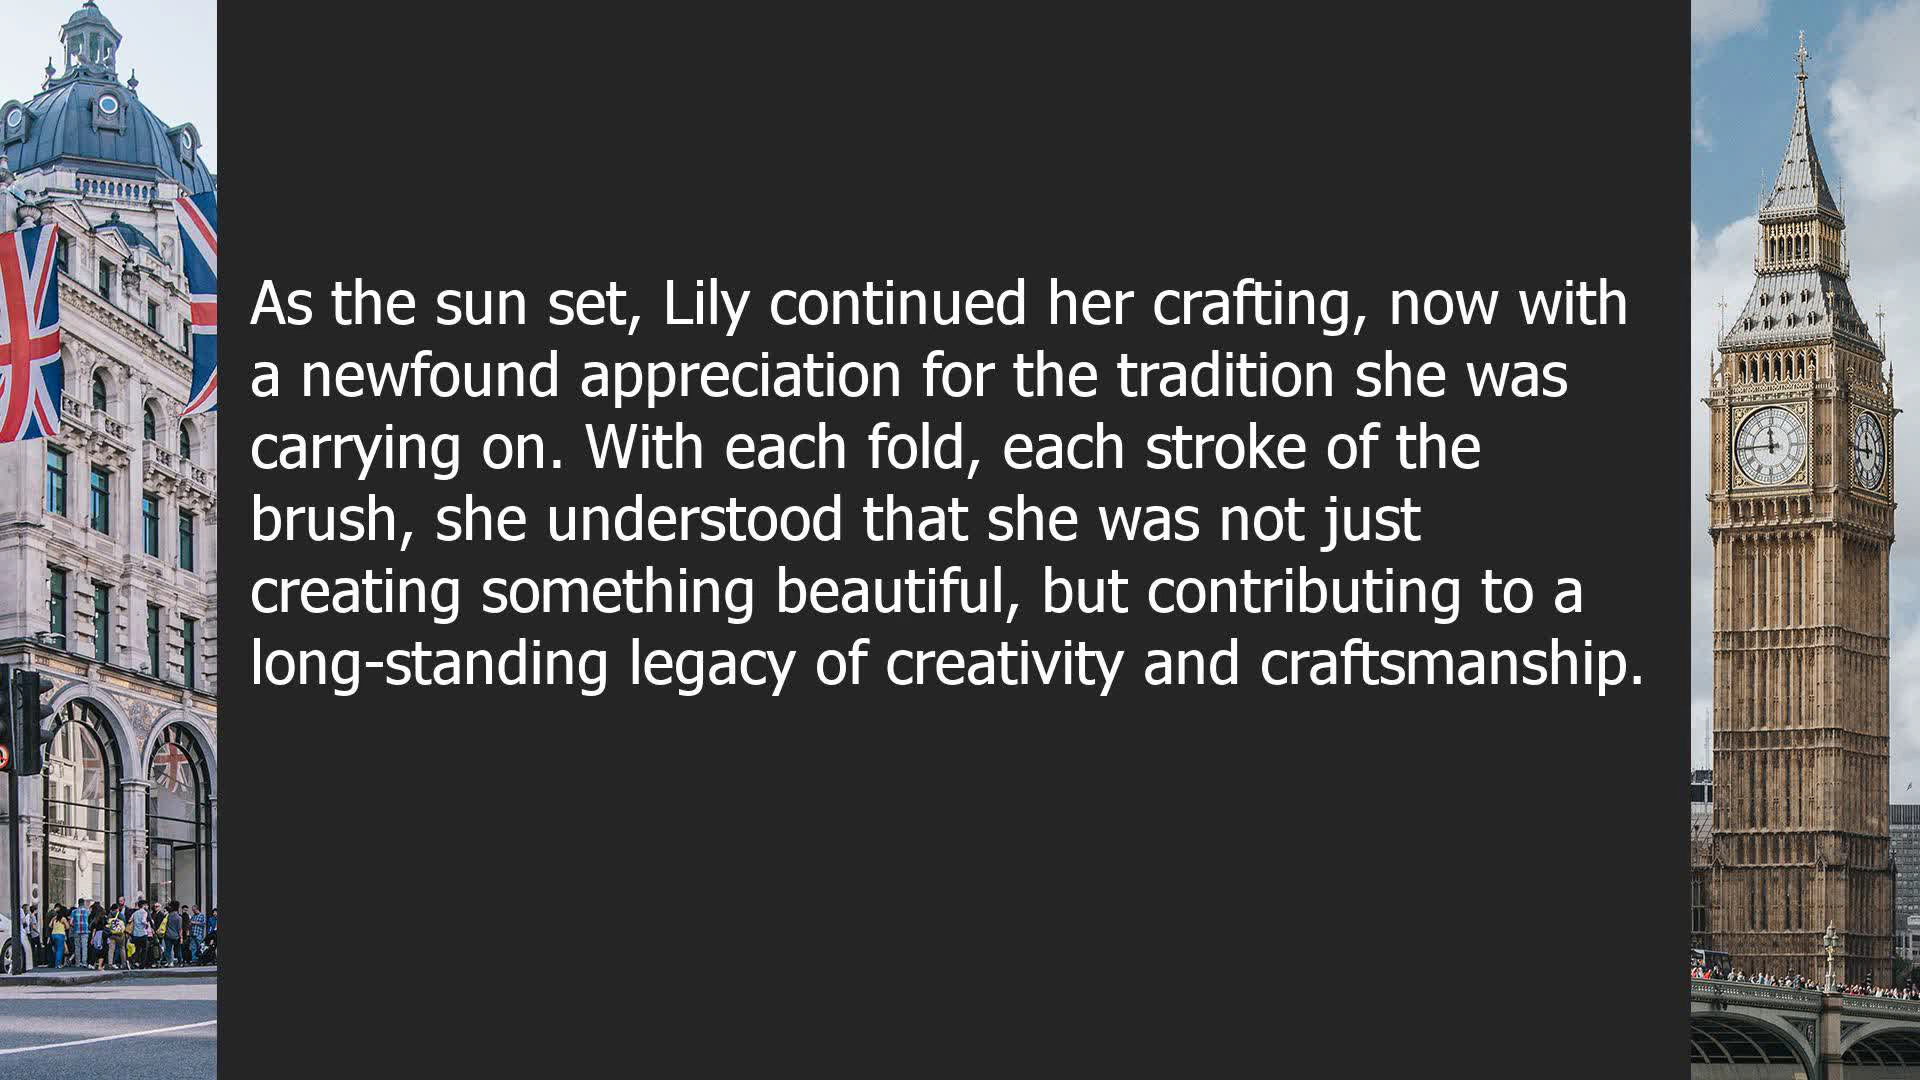 As the sun set, Lily continued her crafting, now with
a newfound appreciation for the tradition she was
carrying on. With each fold, each stroke of the
brush, she understood that she was not just
creating something beautiful, but contributing to a
long-standing legacy of creativity and craftsmanship.